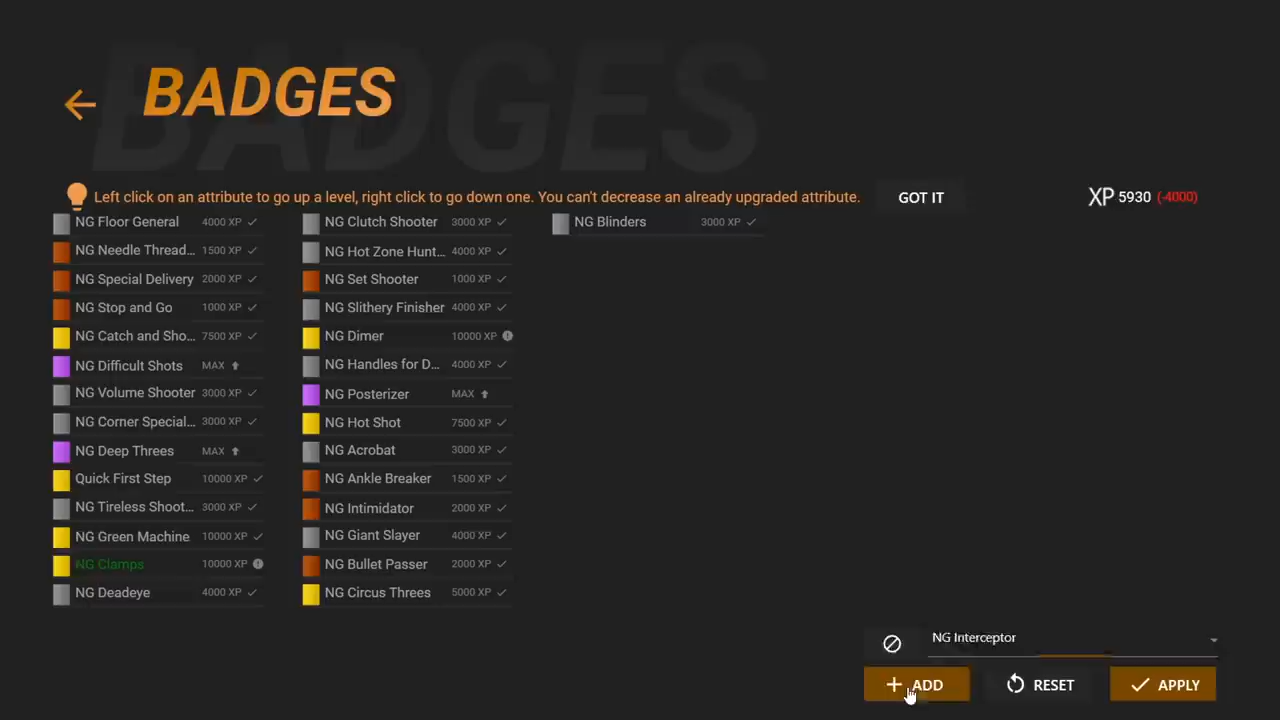 BADGES
Left click on an attribute to go up a level, right click to go down one. You can't decrease an already upgraded attribute.
GOT IT
XP 5930 (-4000)
NG Floor General 4000 XP
NG Needle Thread... 1500 XP
NG Special Delivery 2000 XP
NG Stop and Go 1000 XP
NG Catch and Sho... 7500 XP
NG Difficult Shots MAX
NG Volume Shooter 3000 XP
NG Corner Special... 3000 XP
NG Deep Threes MAX
Quick First Step 10000 XP
NG Tireless Shoot... 3000 XP
NG Green Machine 10000 XP
NG Clamps 10000 XP
NG Deadeye 4000 XP
NG Clutch Shooter 3000 XP
NG Hot Zone Hunt... 4000 XP
NG Set Shooter 1000 XP
NG Slithery Finisher 4000 XP
NG Dimer 10000 XP
NG Handles for D... 4000 XP
NG Posterizer MAX
NG Hot Shot 7500 XP
NG Acrobat 3000 XP
NG Ankle Breaker 1500 XP
NG Intimidator 2000 XP
NG Giant Slayer 4000 XP
NG Bullet Passer 2000 XP
NG Circus Threes 5000 XP
NG Blinders 3000 XP
NG Interceptor
ADD
RESET
APPLY